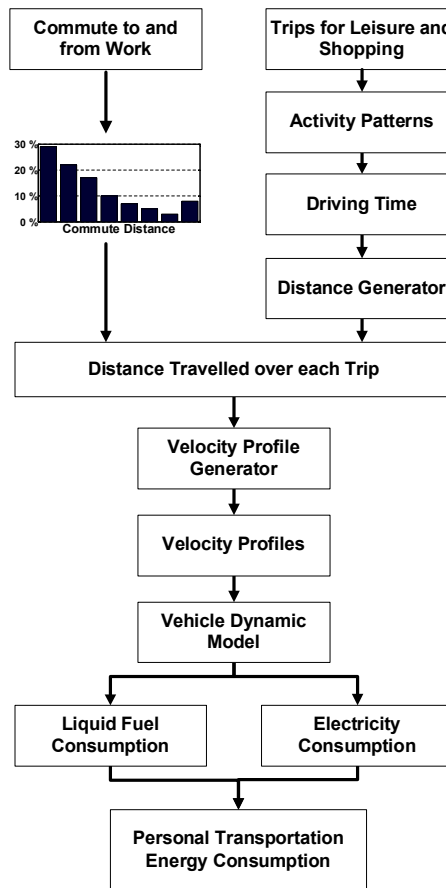 Commute to and
from Work
Trips for Leisure and
Shopping
30 %
20 %
10 %
0 %
Commute Distance
Activity Patterns
Driving Time
Distance Generator
Distance Travelled over each Trip
Velocity Profile
Generator
Velocity Profiles
Vehicle Dynamic
Model
Liquid Fuel
Consumption
Electricity
Consumption
Personal Transportation
Energy Consumption